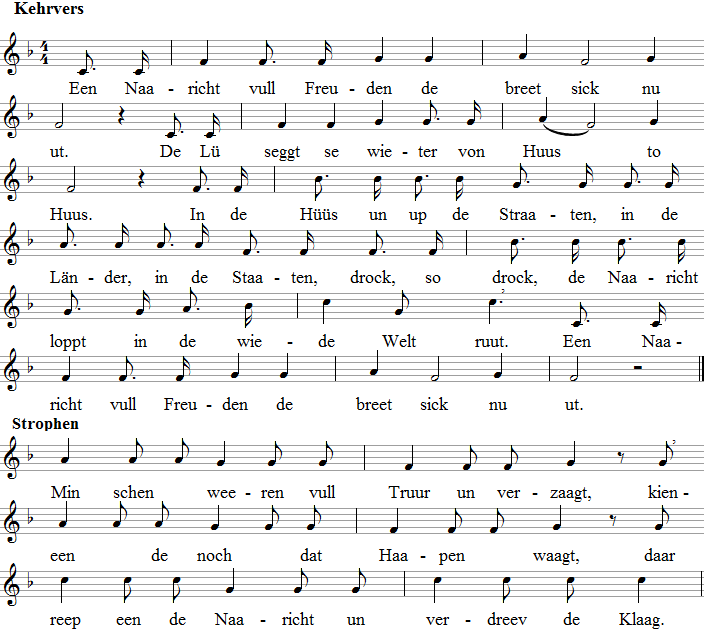 Kehrvers
4
4
Een Naa - richt vull Freu - den de breet sick nu
ut. De Lü seggt se wie - ter von Huus to
Huus. In de Hüüs un up de Straa - ten, in de
Län - der, in de Staa - ten, drock, so drock, de Naa - richt
loppt in de wie - de Welt ruut. Een Naa -
richt vull Freu - den de breet sick nu ut.
Strophen
Min schen wee - ren vull Truur un ver - zaagt, kien -
een de noch dat Haa - pen waagt, daar
reep een de Naa - richt un ver - dreev de Klaag.